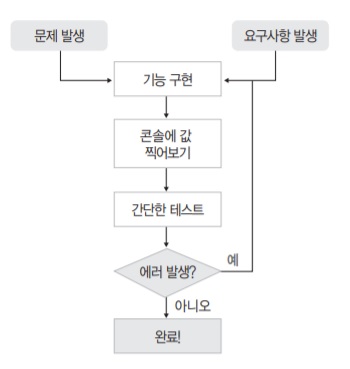 문제 발생
요구사항 발생
기능 구현
콘솔에 값
찍어보기
간단한 테스트
에러 발생?
예
아니오
완료!